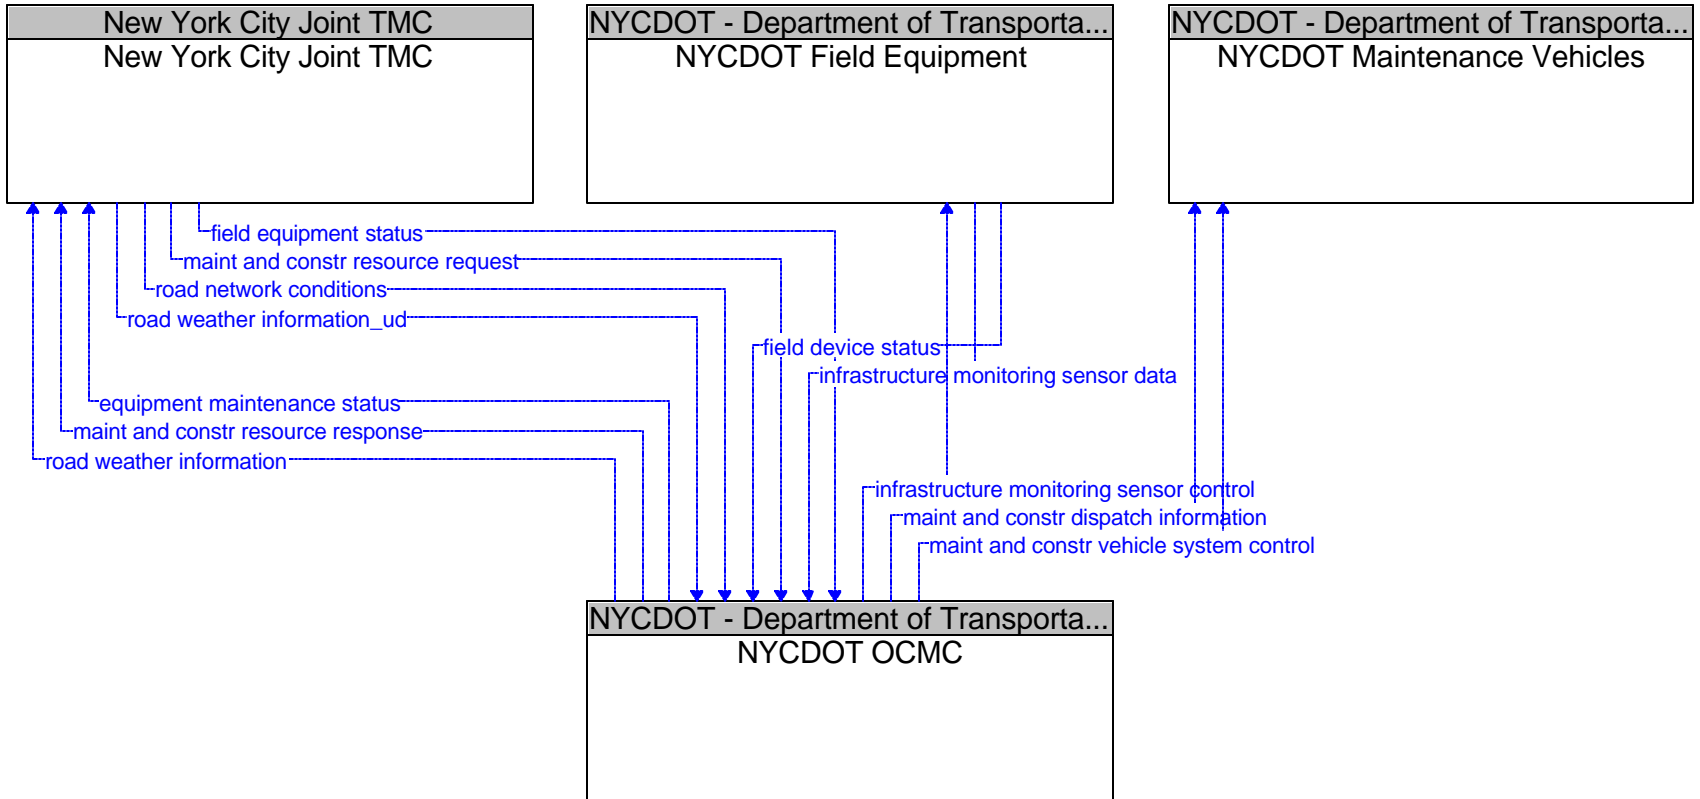 New York City Joint TMC
New York City Joint TMC
NYCDOT - Department of Transporta...
NYCDOT Field Equipment
NYCDOT - Department of Transporta...
NYCDOT Maintenance Vehicles
field equipment status
maint and constr resource request
road network conditions
road weather information_ud
field device status
infrastructure monitoring sensor data
equipment maintenance status
maint and constr resource response
road weather information
infrastructure monitoring sensor control
maint and constr dispatch information
maint and constr vehicle system control
NYCDOT - Department of Transporta...
NYCDOT OCMC